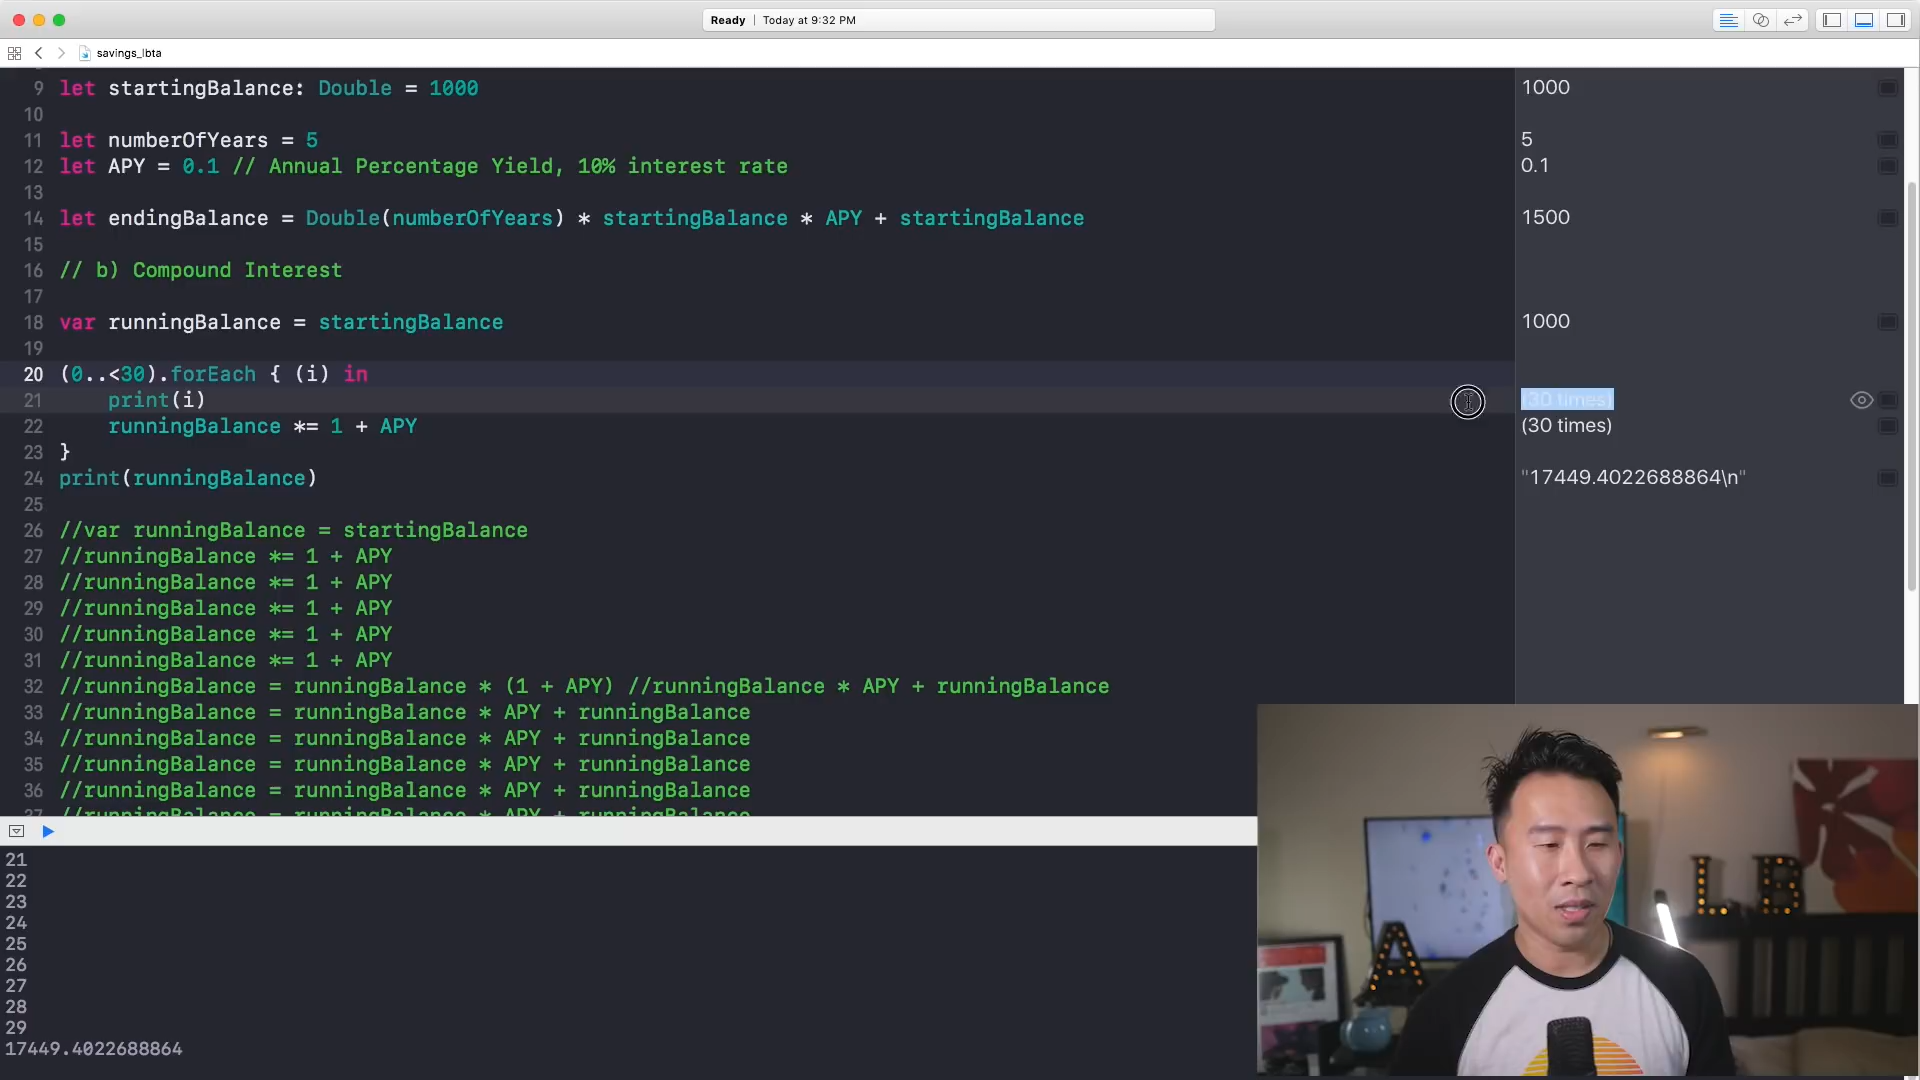 Ready | Today at 9:32 PM
savings_lbta
9 let startingBalance: Double = 1000
1000
10
11 let numberOfYears = 5
5
12 let APY = 0.1 // Annual Percentage Yield, 10% interest rate
0.1
13
14 let endingBalance = Double(numberOfYears) * startingBalance * APY + startingBalance
1500
15
16 // b) Compound Interest
17
18 var runningBalance = startingBalance
1000
19
20 (0..<30).forEach { (i) in
21 print(i)
(30 times)
22 runningBalance *= 1 + APY
(30 times)
23 }
24 print(runningBalance)
"17449.4022688864\n"
25
26 //var runningBalance = startingBalance
27 //runningBalance *= 1 + APY
28 //runningBalance *= 1 + APY
29 //runningBalance *= 1 + APY
30 //runningBalance *= 1 + APY
31 //runningBalance *= 1 + APY
32 //runningBalance = runningBalance * (1 + APY) //runningBalance * APY + runningBalance
33 //runningBalance = runningBalance * APY + runningBalance
34 //runningBalance = runningBalance * APY + runningBalance
35 //runningBalance = runningBalance * APY + runningBalance
36 //runningBalance = runningBalance * APY + runningBalance
37 //runningBalance = runningBalance * APY + runningBalance
21
22
23
24
25
26
27
28
29
17449.4022688864
L B
A